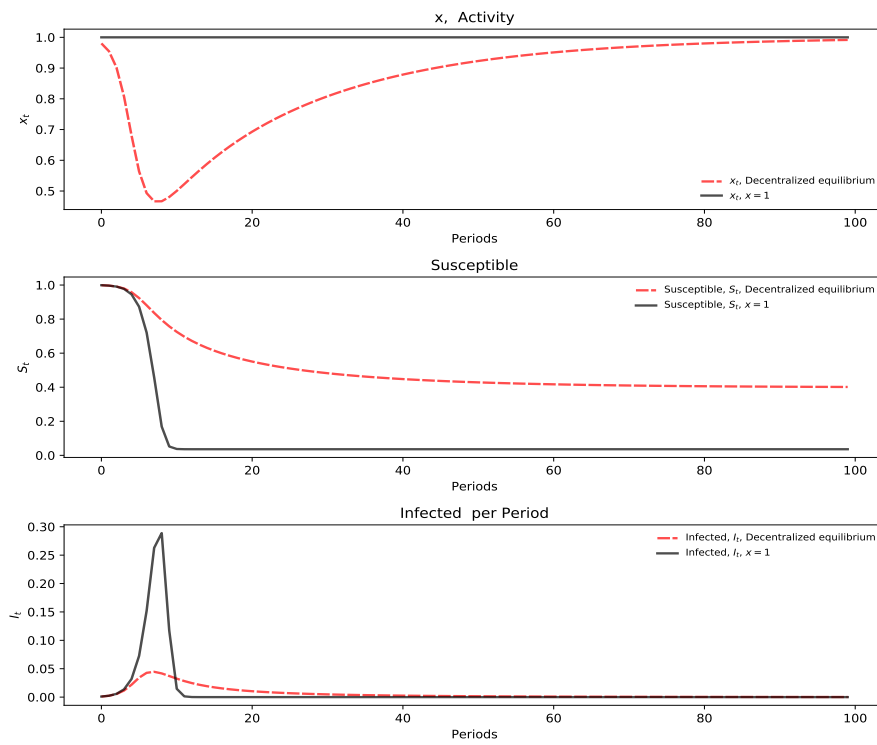 x, Activity
1.0
0.9
0.8
0.7
0.6
0.5
x_t
x_t, Decentralized equilibrium
x_t, x = 1
0 20 40 60 80 100
Periods
Susceptible
1.0
0.8
0.6
0.4
0.2
0.0
S_t
Susceptible, S_t, Decentralized equilibrium
Susceptible, S_t, x = 1
0 20 40 60 80 100
Periods
Infected per Period
0.30
0.25
0.20
0.15
0.10
0.05
0.00
I_t
Infected, I_t, Decentralized equilibrium
Infected, I_t, x = 1
0 20 40 60 80 100
Periods